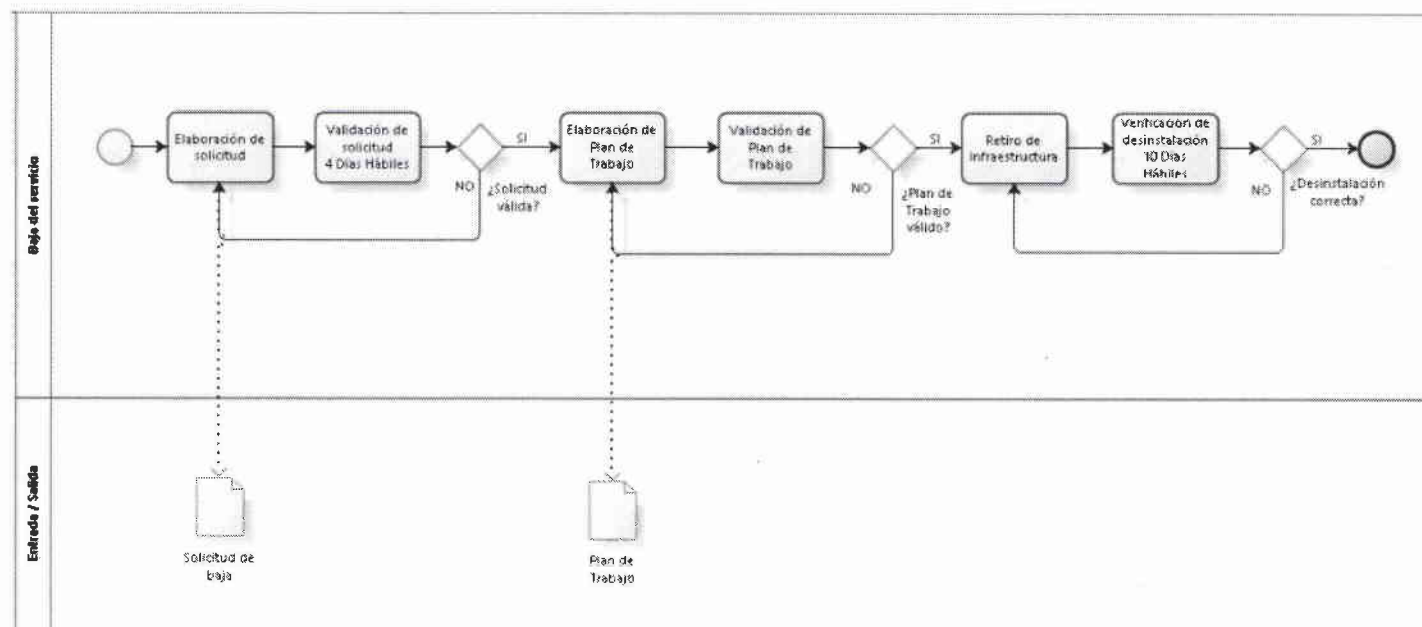 Baja del servicio
Elaboración de
solicitud
Validación de
solicitud
4 Días Hábiles
SI
NO
¿Solicitud
válida?
Elaboración de
Plan de
Trabajo
Validación de
Plan de
Trabajo
SI
NO
¿Plan de
Trabajo
válido?
Retiro de
Infraestructura
Verificación de
desinstalación
10 Días
Hábiles
SI
NO
¿Desinstalación
correcta?
Entrada / Salida
Solicitud de
baja
Plan de
Trabajo